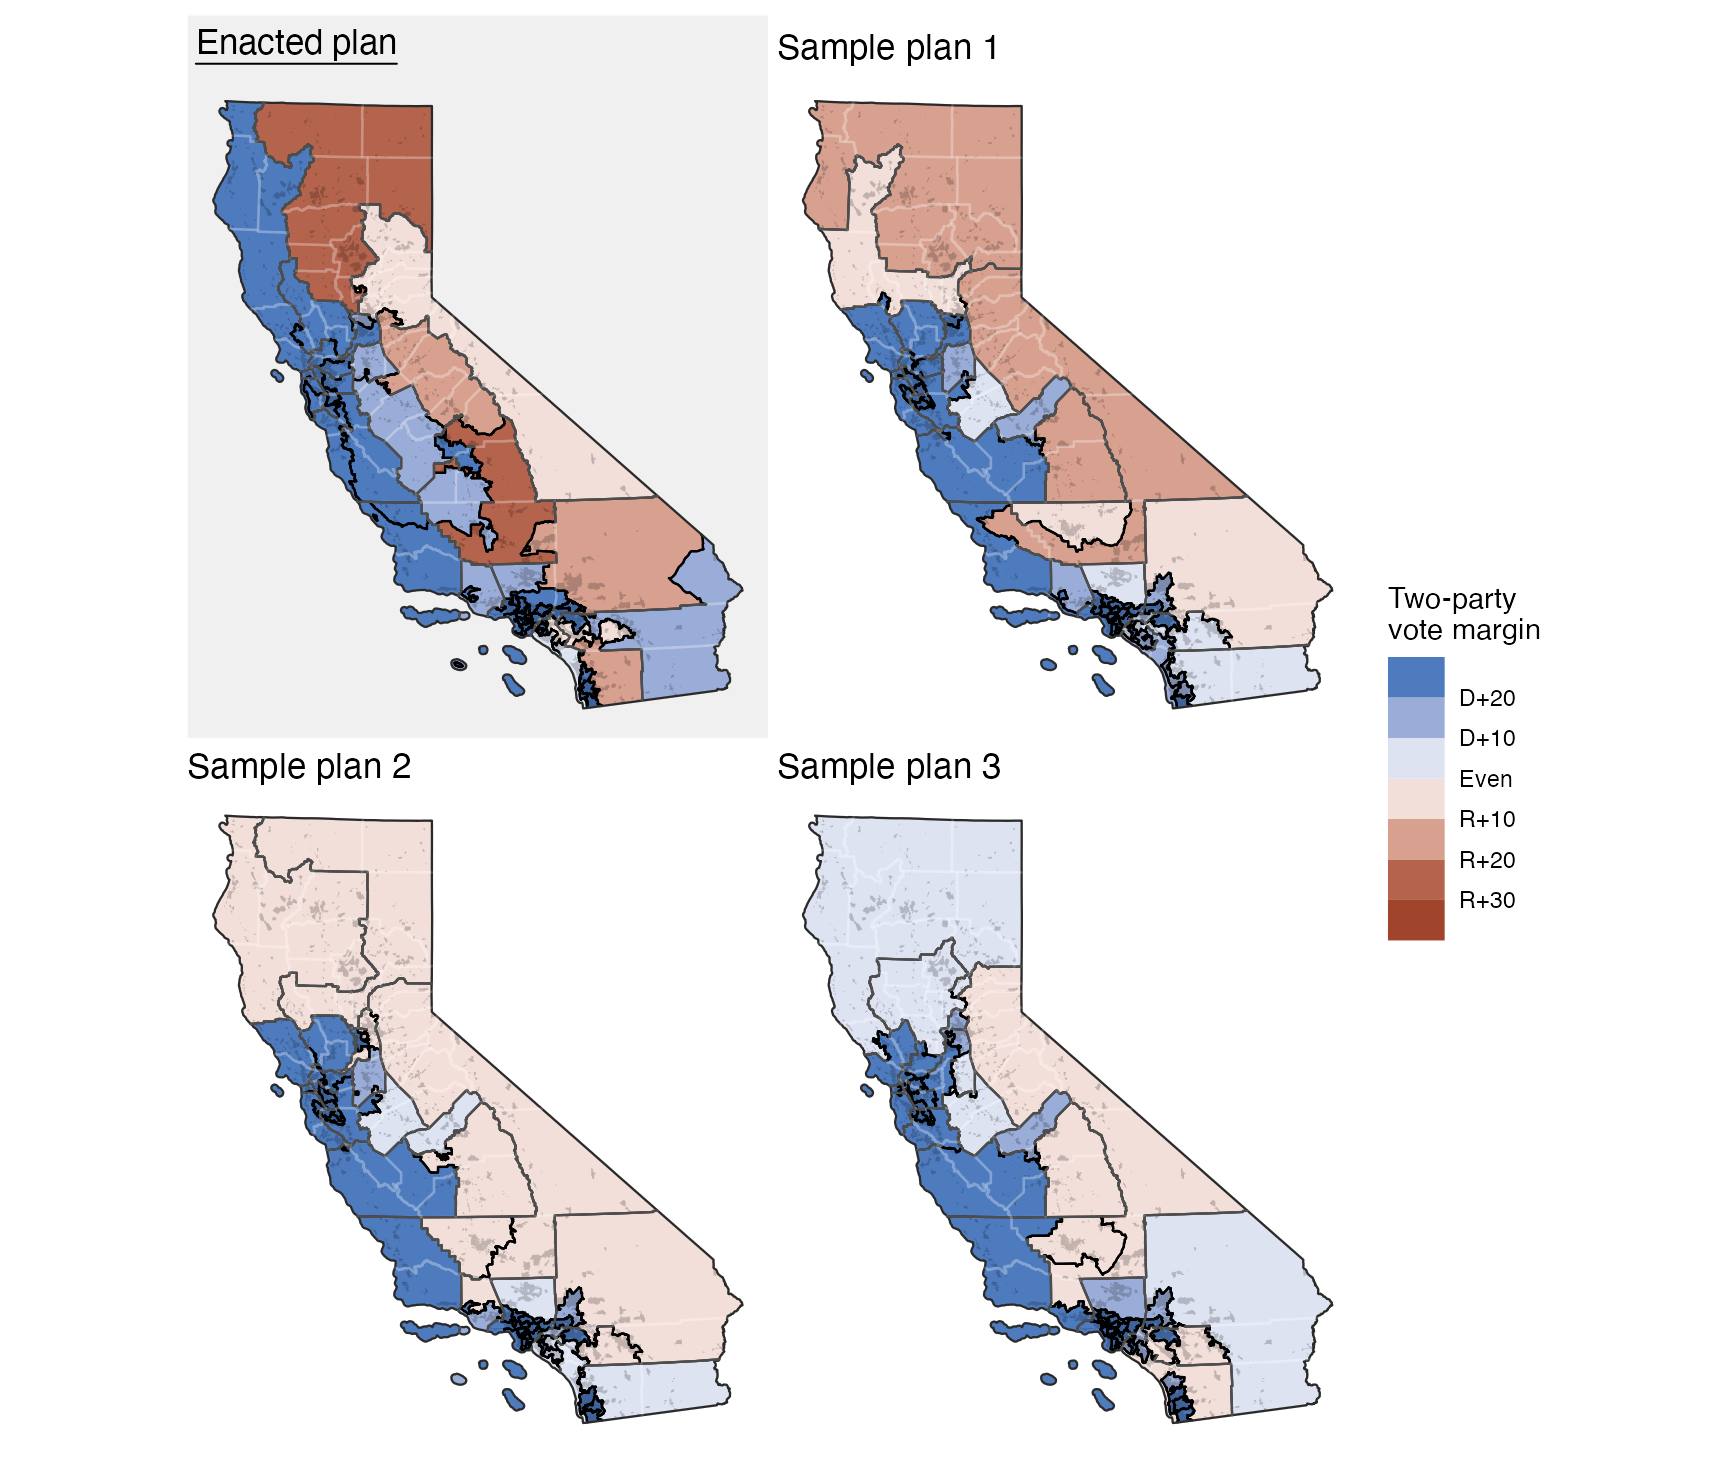 Enacted plan
Sample plan 1
Sample plan 2
Sample plan 3
Two-party
vote margin
D+20
D+10
Even
R+10
R+20
R+30